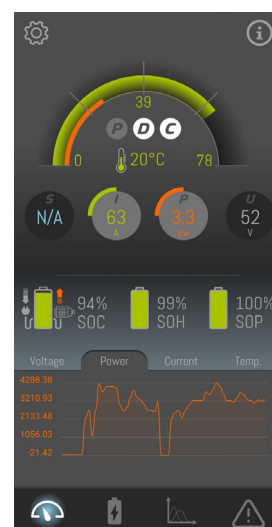 i
39
P D C
0 20°C 78
S I P U
N/A 63 3.3 52
A kW V
94% 99% 100%
SOC SOH SOP
Voltage Power Current Temp.
4288.38
3210.93
2133.48
1056.03
-21.42